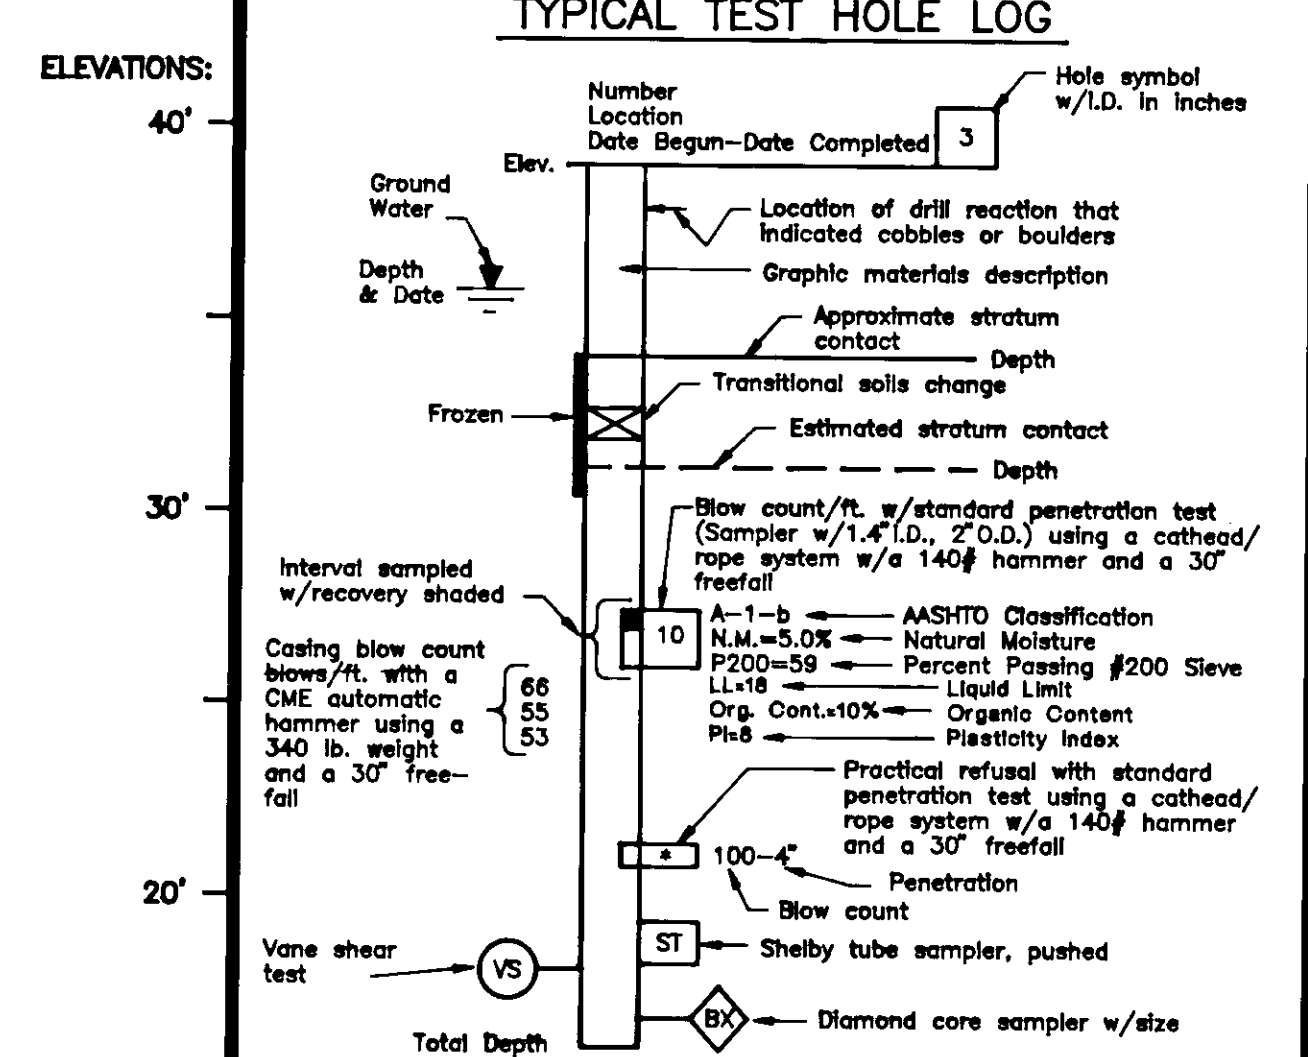 TYPICAL TEST HOLE LOG
ELEVATIONS:
40'
30'
20'
Number
Location
Date Begun-Date Completed
3
Hole symbol
w/I.D. in inches
Elev.
Ground
Water
Depth
& Date
Location of drill reaction that
indicated cobbles or boulders
Graphic materials description
Approximate stratum
contact
Depth
Transitional soils change
Frozen
Estimated stratum contact
Depth
Blow count/ft. w/standard penetration test
(Sampler w/1.4" I.D., 2" O.D.) using a cathead/
rope system w/a 140# hammer and a 30"
freefall
Interval sampled
w/recovery shaded
10
A-1-b
AASHTO Classification
N.M.=5.0%
Natural Moisture
P200=59
Percent Passing #200 Sieve
LL=18
Liquid Limit
Org. Cont.=10%
Organic Content
PI=8
Plasticity Index
Casing blow count
blows/ft. with a
CME automatic
hammer using a
340 lb. weight
and a 30" free-
fall
66
55
53
Practical refusal with standard
penetration test using a cathead/
rope system w/a 140# hammer
and a 30" freefall
*
100-4"
Penetration
Blow count
ST
Shelby tube sampler, pushed
Vane shear
test
VS
BX
Diamond core sampler w/size
Total Depth